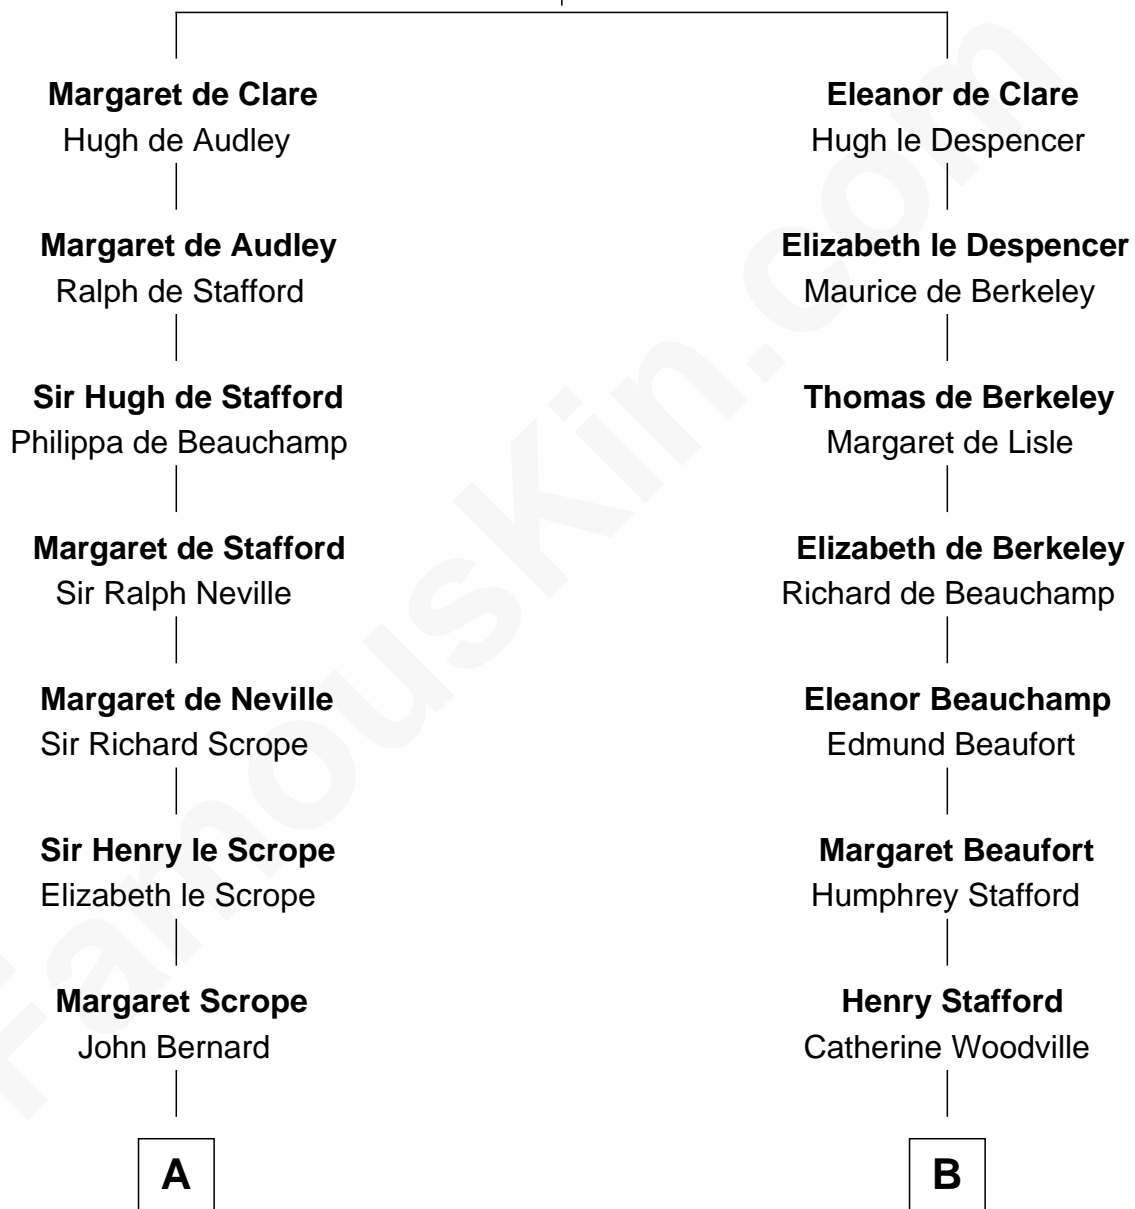 Margaret de Clare
Hugh de Audley
Margaret de Audley
Ralph de Stafford
Sir Hugh de Stafford
Philippa de Beauchamp
Margaret de Stafford
Sir Ralph Neville
Margaret de Neville
Sir Richard Scrope
Sir Henry le Scrope
Elizabeth le Scrope
Margaret Scrope
John Bernard
A
Eleanor de Clare
Hugh le Despencer
Elizabeth le Despencer
Maurice de Berkeley
Thomas de Berkeley
Margaret de Lisle
Elizabeth de Berkeley
Richard de Beauchamp
Eleanor Beauchamp
Edmund Beaufort
Margaret Beaufort
Humphrey Stafford
Henry Stafford
Catherine Woodville
B
FamousKin.com